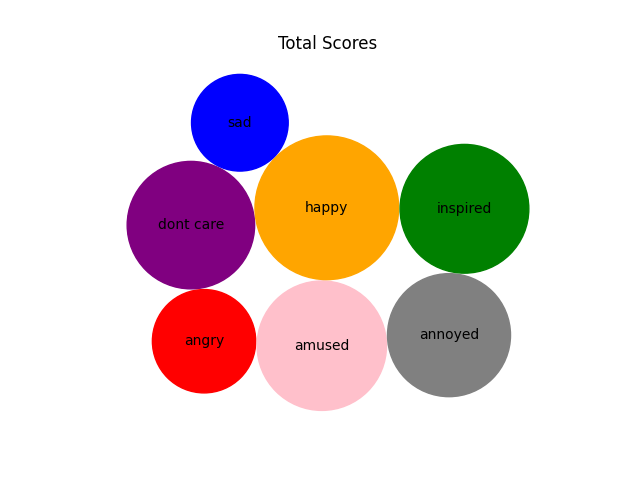 Total Scores
sad
happy
inspired
dont care
angry
amused
annoyed